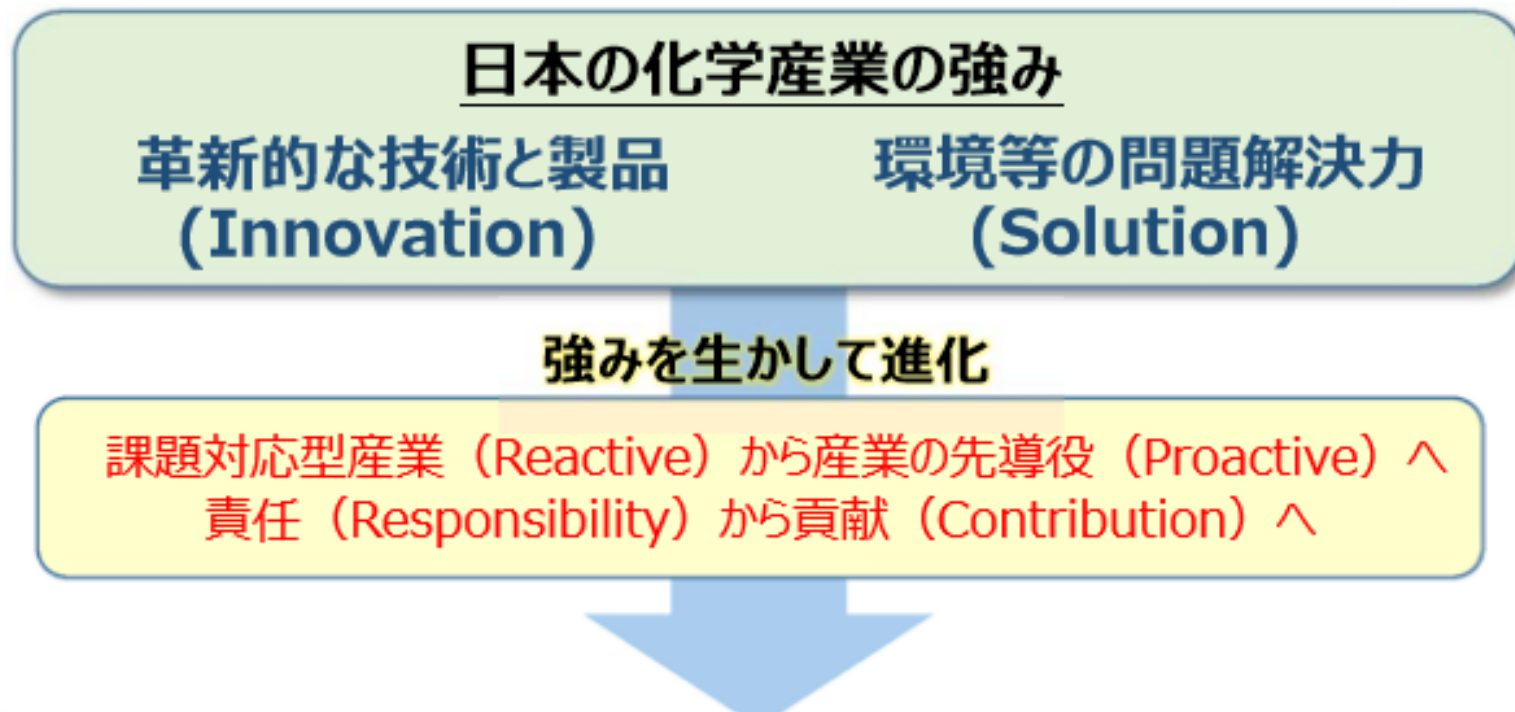 日本の化学産業の強み
革新的な技術と製品
(Innovation)
環境等の問題解決力
(Solution)
強みを生かして進化
課題対応型産業（Reactive）から産業の先導役（Proactive）へ
責任（Responsibility）から貢献（Contribution）へ